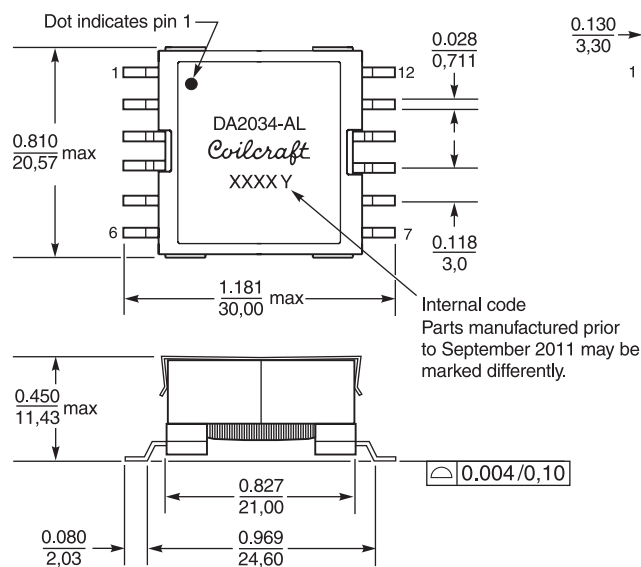 Dot indicates pin 1
0.130
3,30
0.028
0,711
1
12
1
0.810
20,57 max
DA2034-AL
Coilcraft
XXXX Y
6
7
0.118
3,0
1.181
30,00 max
Internal code
Parts manufactured prior
to September 2011 may be
marked differently.
0.450
11,43 max
0.004/0,10
0.827
21,00
0.080
2,03
0.969
24,60